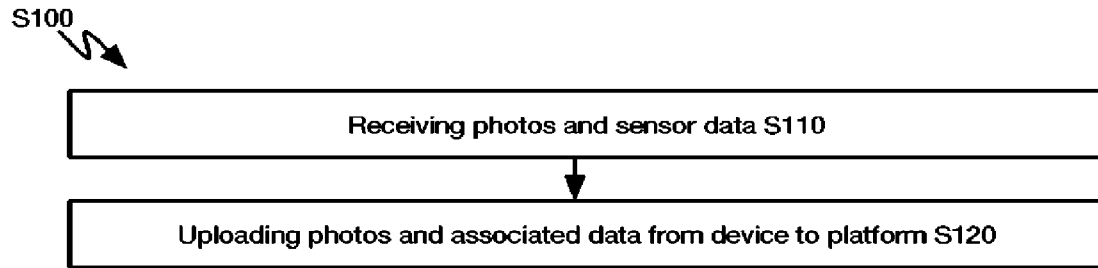 S100
Receiving photos and sensor data S110
Uploading photos and associated data from device to platform S120